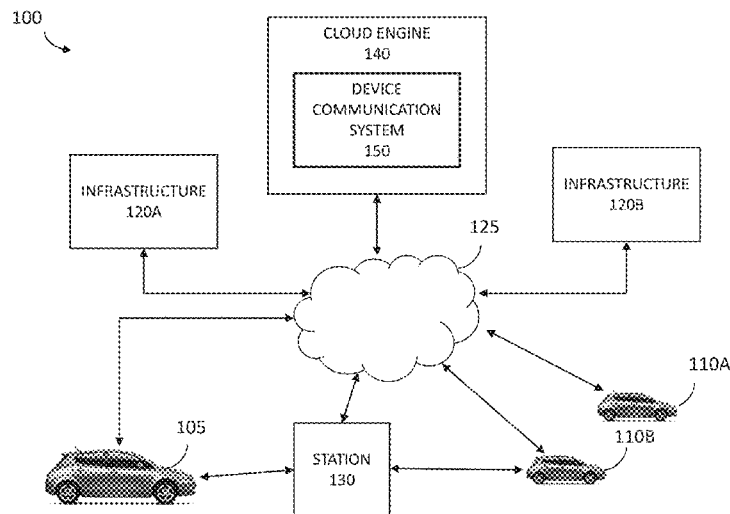 100
CLOUD ENGINE
140
DEVICE
COMMUNICATION
SYSTEM
150
INFRASTRUCTURE
120A
INFRASTRUCTURE
120B
125
110A
105
STATION
130
110B